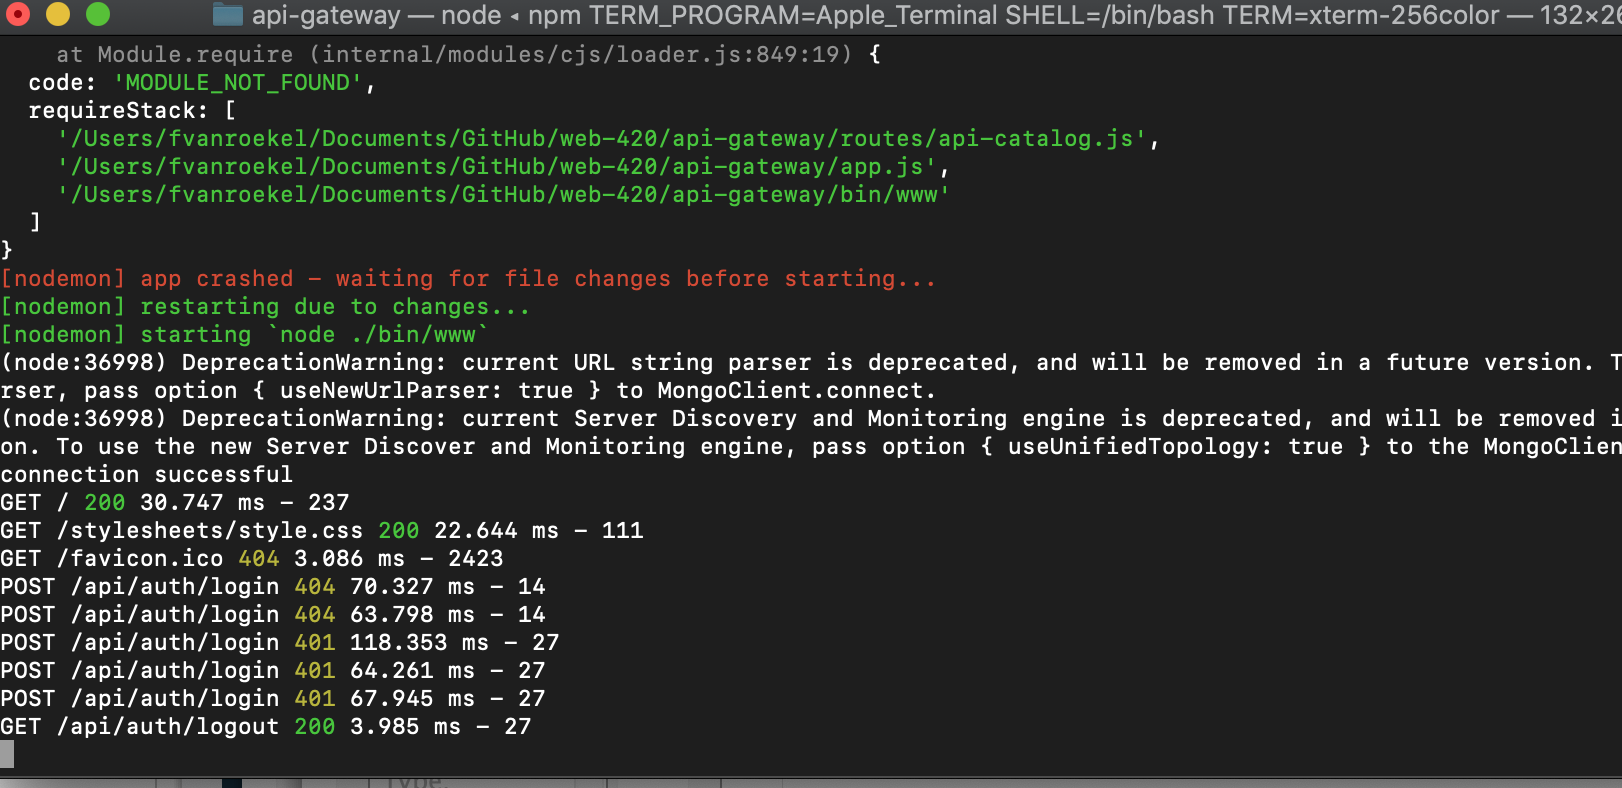 api-gateway — node ◂ npm TERM_PROGRAM=Apple_Terminal SHELL=/bin/bash TERM=xterm-256color — 132×26
at Module.require (internal/modules/cjs/loader.js:849:19) {
code: 'MODULE_NOT_FOUND',
requireStack: [
'/Users/fvanroekel/Documents/GitHub/web-420/api-gateway/routes/api-catalog.js',
'/Users/fvanroekel/Documents/GitHub/web-420/api-gateway/app.js',
'/Users/fvanroekel/Documents/GitHub/web-420/api-gateway/bin/www'
]
}
[nodemon] app crashed - waiting for file changes before starting...
[nodemon] restarting due to changes...
[nodemon] starting `node ./bin/www`
(node:36998) DeprecationWarning: current URL string parser is deprecated, and will be removed in a future version. T
rser, pass option { useNewUrlParser: true } to MongoClient.connect.
(node:36998) DeprecationWarning: current Server Discovery and Monitoring engine is deprecated, and will be removed i
on. To use the new Server Discover and Monitoring engine, pass option { useUnifiedTopology: true } to the MongoClien
connection successful
GET / 200 30.747 ms - 237
GET /stylesheets/style.css 200 22.644 ms - 111
GET /favicon.ico 404 3.086 ms - 2423
POST /api/auth/login 404 70.327 ms - 14
POST /api/auth/login 404 63.798 ms - 14
POST /api/auth/login 401 118.353 ms - 27
POST /api/auth/login 401 64.261 ms - 27
POST /api/auth/login 401 67.945 ms - 27
GET /api/auth/logout 200 3.985 ms - 27